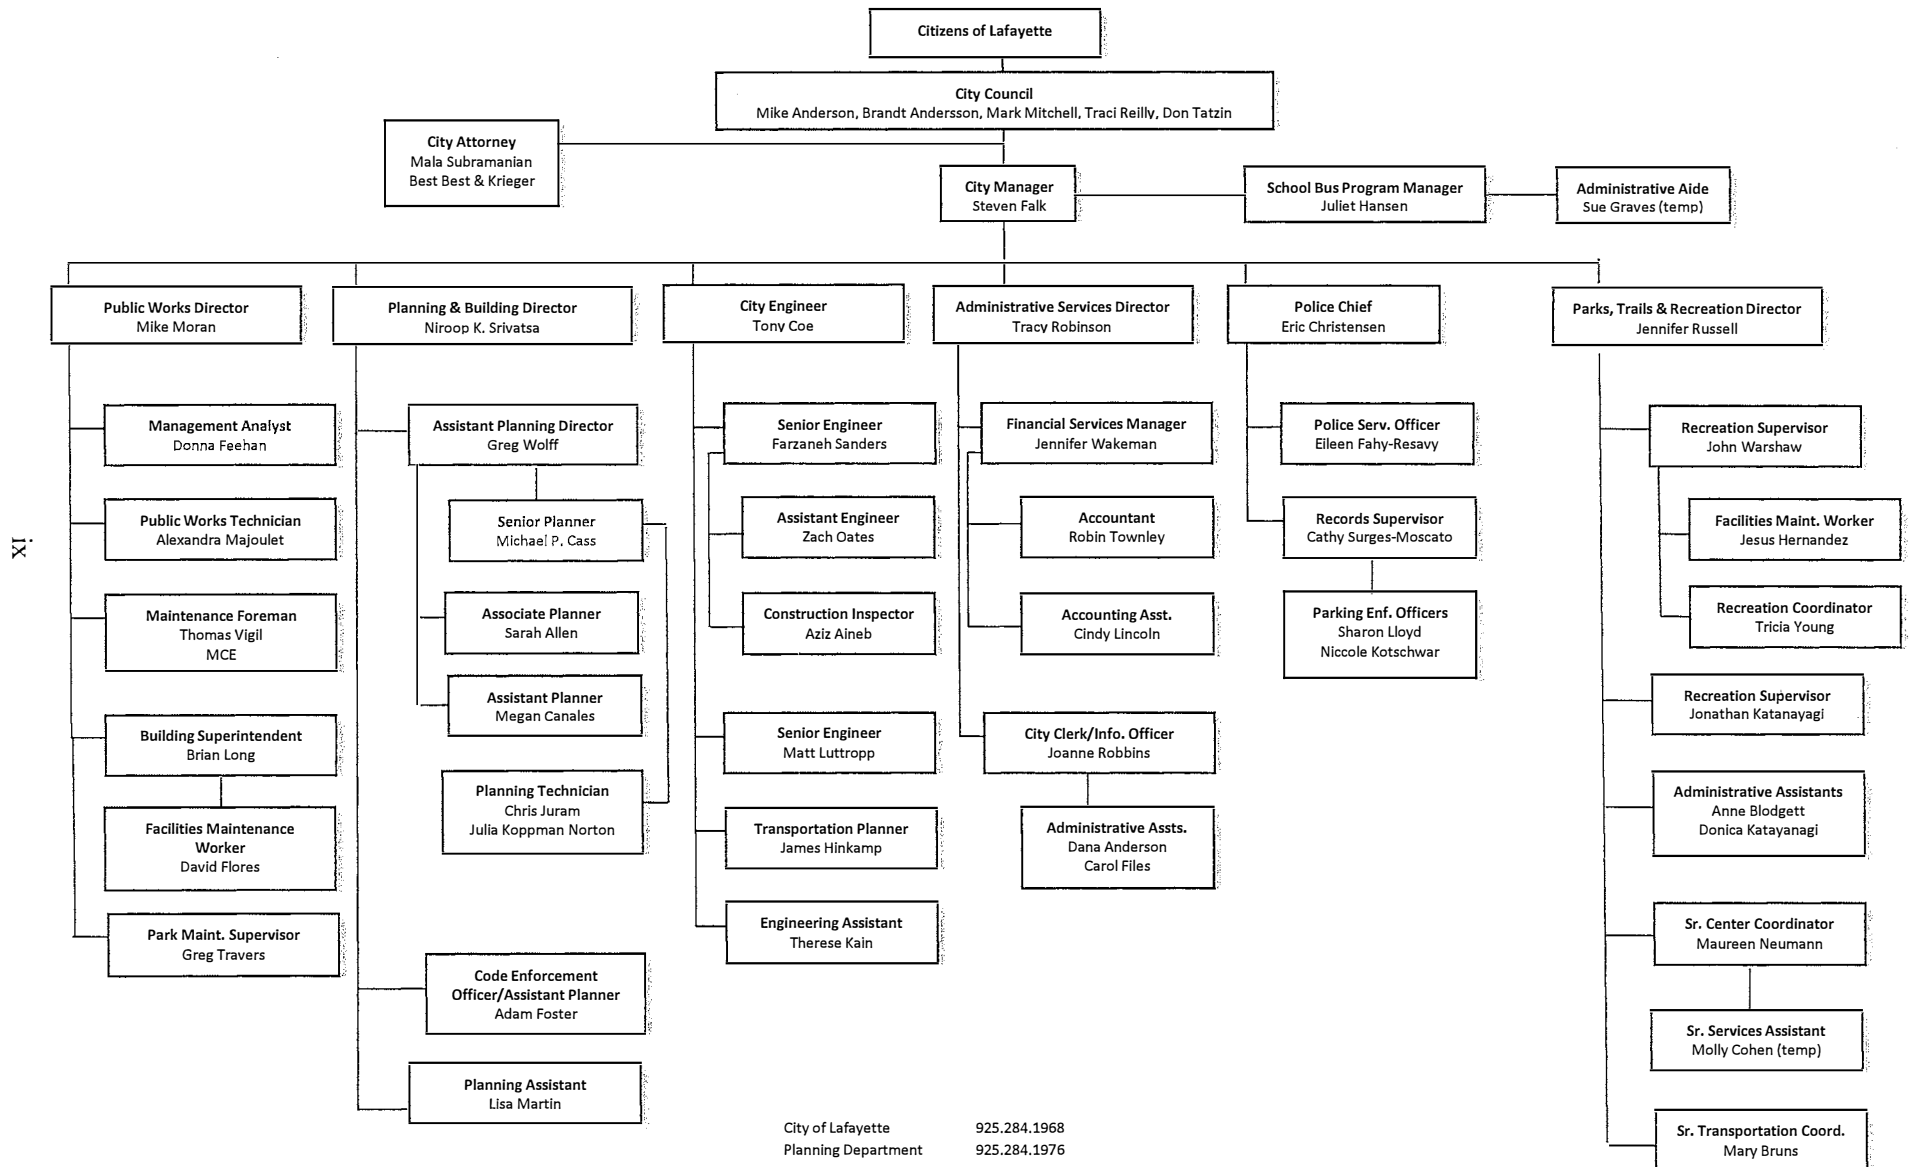 Citizens of Lafayette
City Council
Mike Anderson, Brandt Andersson, Mark Mitchell, Traci Reilly, Don Tatzin
City Attorney
Mala Subramanian
Best Best & Krieger
City Manager
Steven Falk
School Bus Program Manager
Juliet Hansen
Administrative Aide
Sue Graves (temp)
Public Works Director
Mike Moran
Management Analyst
Donna Feehan
Public Works Technician
Alexandra Majoulet
Maintenance Foreman
Thomas Vigil
MCE
Building Superintendent
Brian Long
Facilities Maintenance
Worker
David Flores
Park Maint. Supervisor
Greg Travers
Planning & Building Director
Niroop K. Srivatsa
Assistant Planning Director
Greg Wolff
Senior Planner
Michael P. Cass
Associate Planner
Sarah Allen
Assistant Planner
Megan Canales
Planning Technician
Chris Juram
Julia Koppman Norton
Code Enforcement
Officer/Assistant Planner
Adam Foster
Planning Assistant
Lisa Martin
City Engineer
Tony Coe
Senior Engineer
Farzaneh Sanders
Assistant Engineer
Zach Oates
Construction Inspector
Aziz Aineb
Senior Engineer
Matt Luttropp
Transportation Planner
James Hinkamp
Engineering Assistant
Therese Kain
Administrative Services Director
Tracy Robinson
Financial Services Manager
Jennifer Wakeman
Accountant
Robin Townley
Accounting Asst.
Cindy Lincoln
City Clerk/Info. Officer
Joanne Robbins
Administrative Assts.
Dana Anderson
Carol Files
Police Chief
Eric Christensen
Police Serv. Officer
Eileen Fahy-Resavy
Records Supervisor
Cathy Surges-Moscato
Parking Enf. Officers
Sharon Lloyd
Niccole Kotschwar
Parks, Trails & Recreation Director
Jennifer Russell
Recreation Supervisor
John Warshaw
Facilities Maint. Worker
Jesus Hernandez
Recreation Coordinator
Tricia Young
Recreation Supervisor
Jonathan Katanayagi
Administrative Assistants
Anne Blodgett
Donica Katayanagi
Sr. Center Coordinator
Maureen Neumann
Sr. Services Assistant
Molly Cohen (temp)
Sr. Transportation Coord.
Mary Bruns
City of Lafayette 925.284.1968
Planning Department 925.284.1976
ix